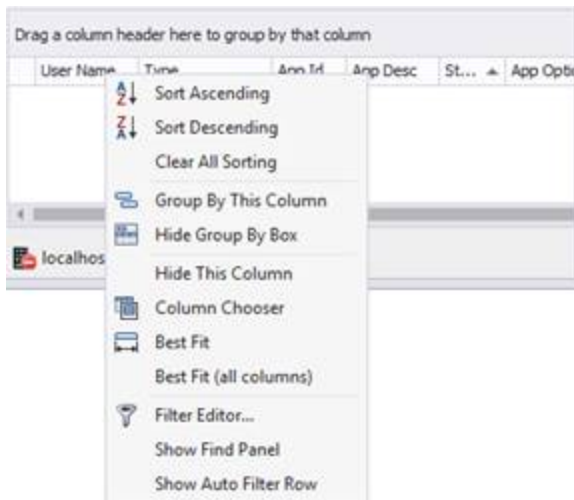 Drag a column header here to group by that column
User Name Type App Id App Desc St... App Optio
Sort Ascending
Sort Descending
Clear All Sorting
Group By This Column
Hide Group By Box
localhos
Hide This Column
Column Chooser
Best Fit
Best Fit (all columns)
Filter Editor...
Show Find Panel
Show Auto Filter Row